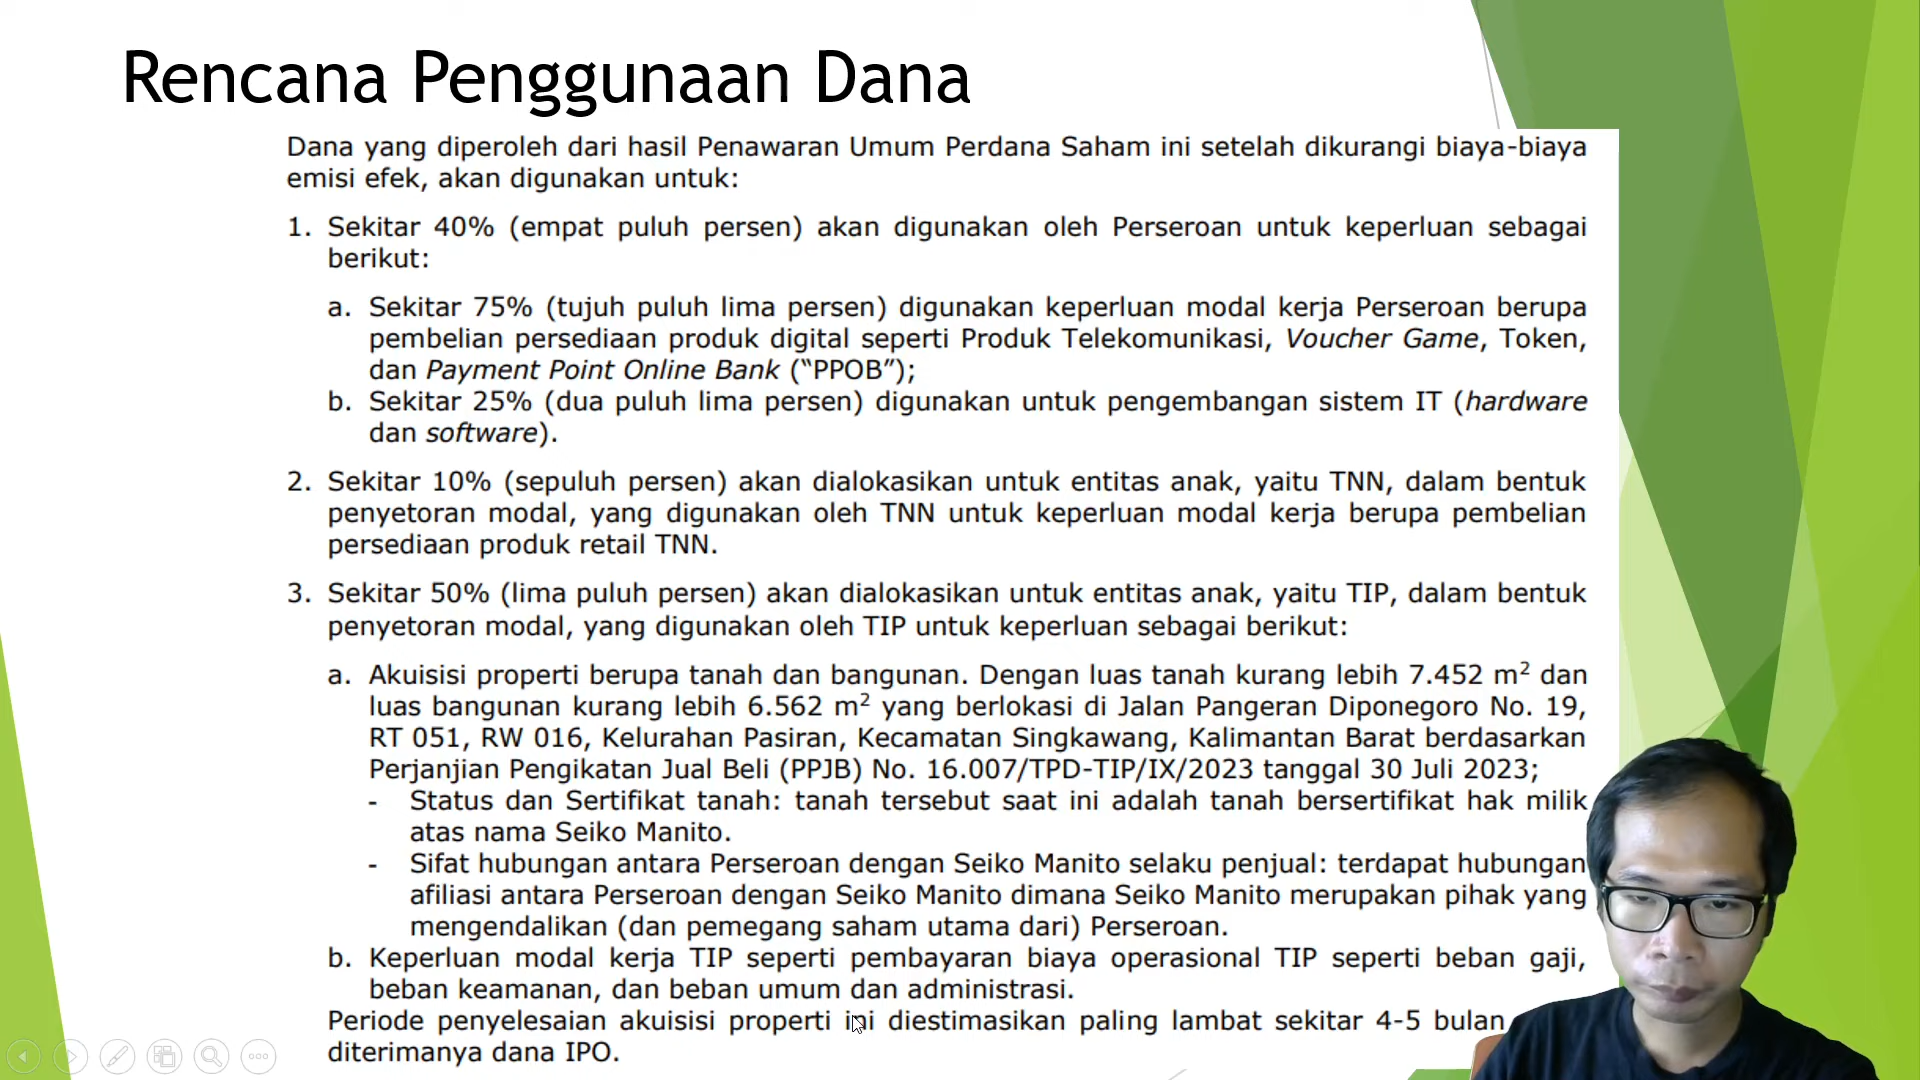 Rencana Penggunaan Dana
Dana yang diperoleh dari hasil Penawaran Umum Perdana Saham ini setelah dikurangi biaya-biaya
emisi efek, akan digunakan untuk:
1. Sekitar 40% (empat puluh persen) akan digunakan oleh Perseroan untuk keperluan sebagai
berikut:
a. Sekitar 75% (tujuh puluh lima persen) digunakan keperluan modal kerja Perseroan berupa
pembelian persediaan produk digital seperti Produk Telekomunikasi, Voucher Game, Token,
dan Payment Point Online Bank (“PPOB”);
b. Sekitar 25% (dua puluh lima persen) digunakan untuk pengembangan sistem IT (hardware
dan software).
2. Sekitar 10% (sepuluh persen) akan dialokasikan untuk entitas anak, yaitu TNN, dalam bentuk
penyetoran modal, yang digunakan oleh TNN untuk keperluan modal kerja berupa pembelian
persediaan produk retail TNN.
3. Sekitar 50% (lima puluh persen) akan dialokasikan untuk entitas anak, yaitu TIP, dalam bentuk
penyetoran modal, yang digunakan oleh TIP untuk keperluan sebagai berikut:
a. Akuisisi properti berupa tanah dan bangunan. Dengan luas tanah kurang lebih 7.452 m² dan
luas bangunan kurang lebih 6.562 m² yang berlokasi di Jalan Pangeran Diponegoro No. 19,
RT 051, RW 016, Kelurahan Pasiran, Kecamatan Singkawang, Kalimantan Barat berdasarkan
Perjanjian Pengikatan Jual Beli (PPJB) No. 16.007/TPD-TIP/IX/2023 tanggal 30 Juli 2023;
- Status dan Sertifikat tanah: tanah tersebut saat ini adalah tanah bersertifikat hak milik
atas nama Seiko Manito.
- Sifat hubungan antara Perseroan dengan Seiko Manito selaku penjual: terdapat hubungan
afiliasi antara Perseroan dengan Seiko Manito dimana Seiko Manito merupakan pihak yang
mengendalikan (dan pemegang saham utama dari) Perseroan.
b. Keperluan modal kerja TIP seperti pembayaran biaya operasional TIP seperti beban gaji,
beban keamanan, dan beban umum dan administrasi.
Periode penyelesaian akuisisi properti ini diestimasikan paling lambat sekitar 4-5 bulan
diterimanya dana IPO.